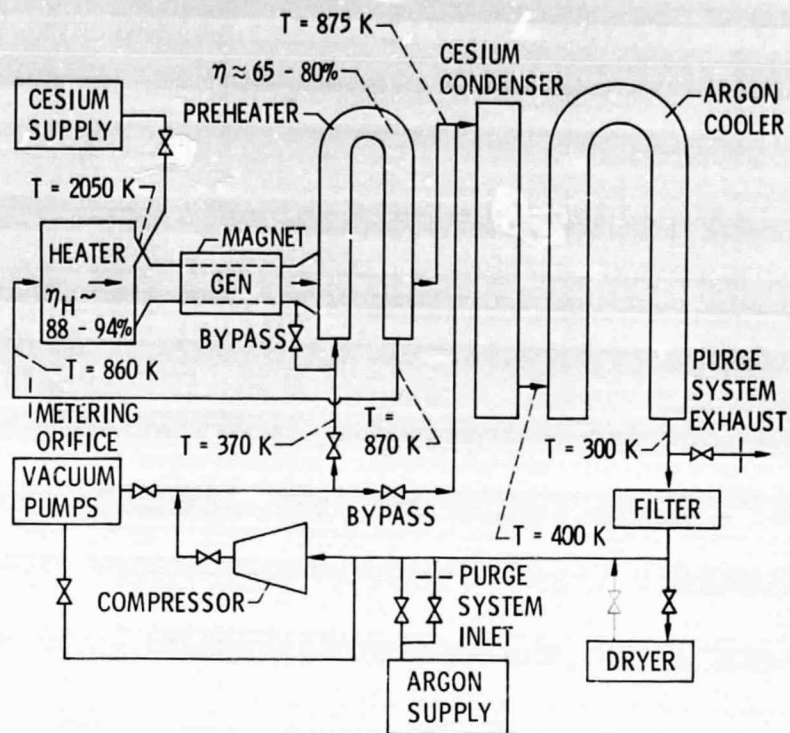 T = 875 K
CESIUM
CONDENSER
η ≈ 65 - 80%
PREHEATER
ARGON
COOLER
CESIUM
SUPPLY
T = 2050 K
HEATER
MAGNET
GEN
η_H ~
88 - 94%
BYPASS
T = 860 K
METERING
ORIFICE
T = 370 K
T =
870 K
PURGE
SYSTEM
EXHAUST
T = 300 K
VACUUM
PUMPS
BYPASS
FILTER
T = 400 K
COMPRESSOR
PURGE
SYSTEM
INLET
DRYER
ARGON
SUPPLY